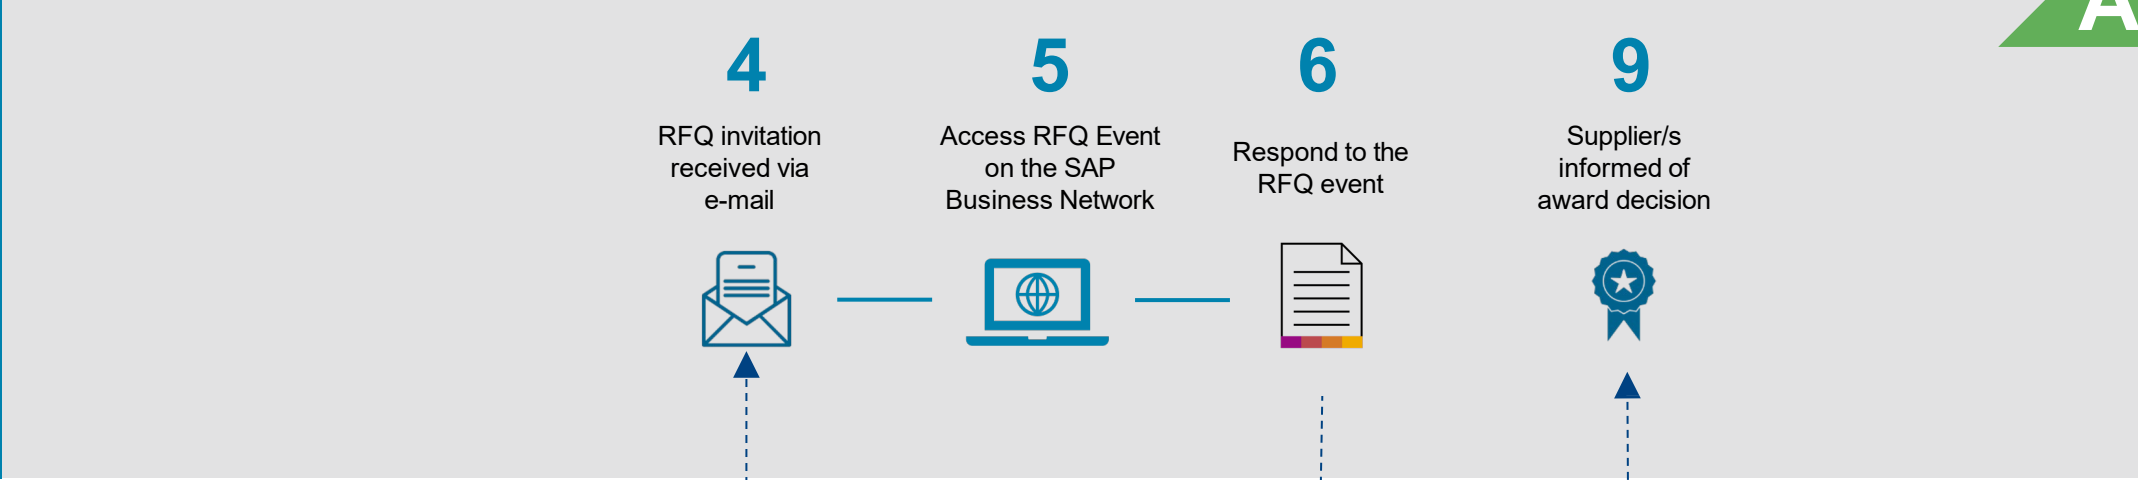 4
RFQ invitation
received via
e-mail
5
Access RFQ Event
on the SAP
Business Network
6
Respond to the
RFQ event
9
Supplier/s
informed of
award decision
A